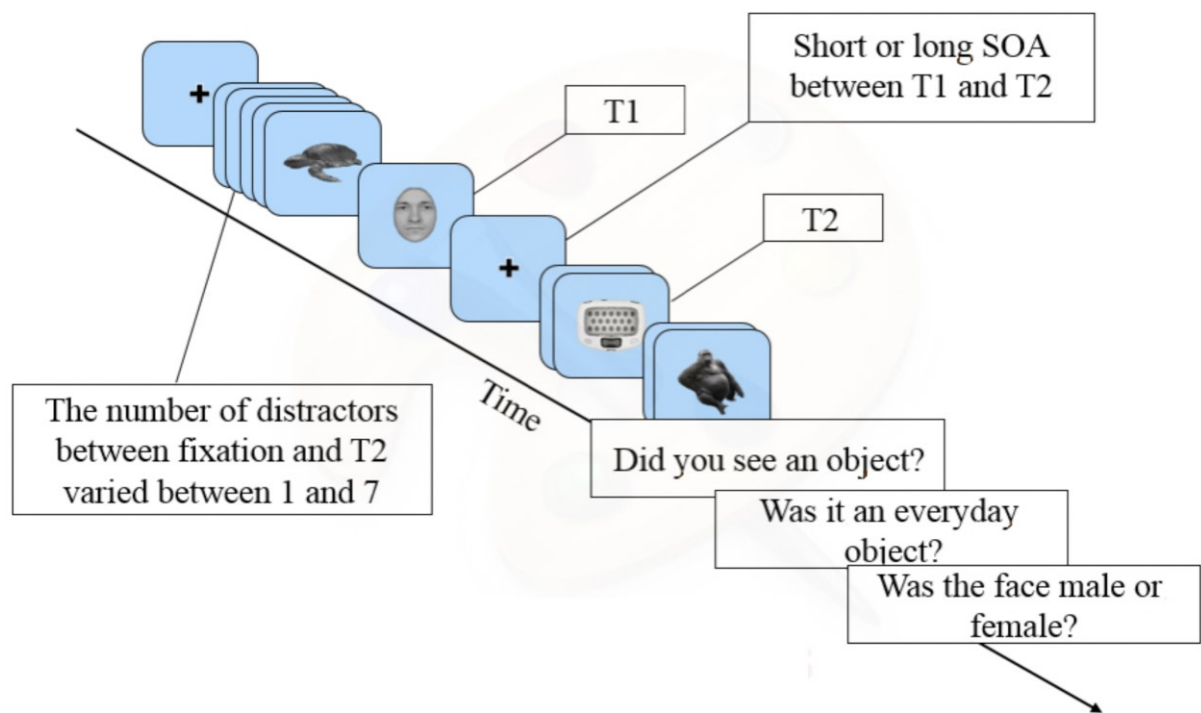 Short or long SOA
between T1 and T2
T1
T2
The number of distractors
between fixation and T2
varied between 1 and 7
Time
Did you see an object?
Was it an everyday
object?
Was the face male or
female?